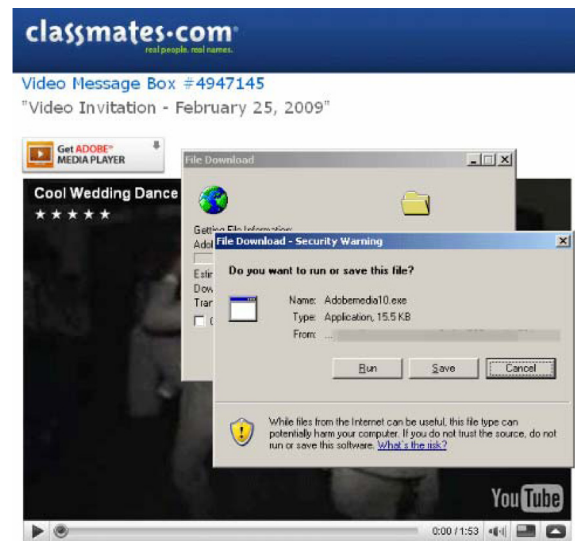 classmates.com
real people. real names.
Video Message Box #4947145
"Video Invitation - February 25, 2009"
Get ADOBE®
MEDIA PLAYER
File Download
Cool Wedding Dance
★★★★★
Getting File Information:
File Download - Security Warning
Do you want to run or save this file?
Name: Adobemedia10.exe
Type: Application, 15.5 KB
From: ...
Run Save Cancel
While files from the Internet can be useful, this file type can
potentially harm your computer. If you do not trust the source, do not
run or save this software. What's the risk?
YouTube
0:00 / 1:53